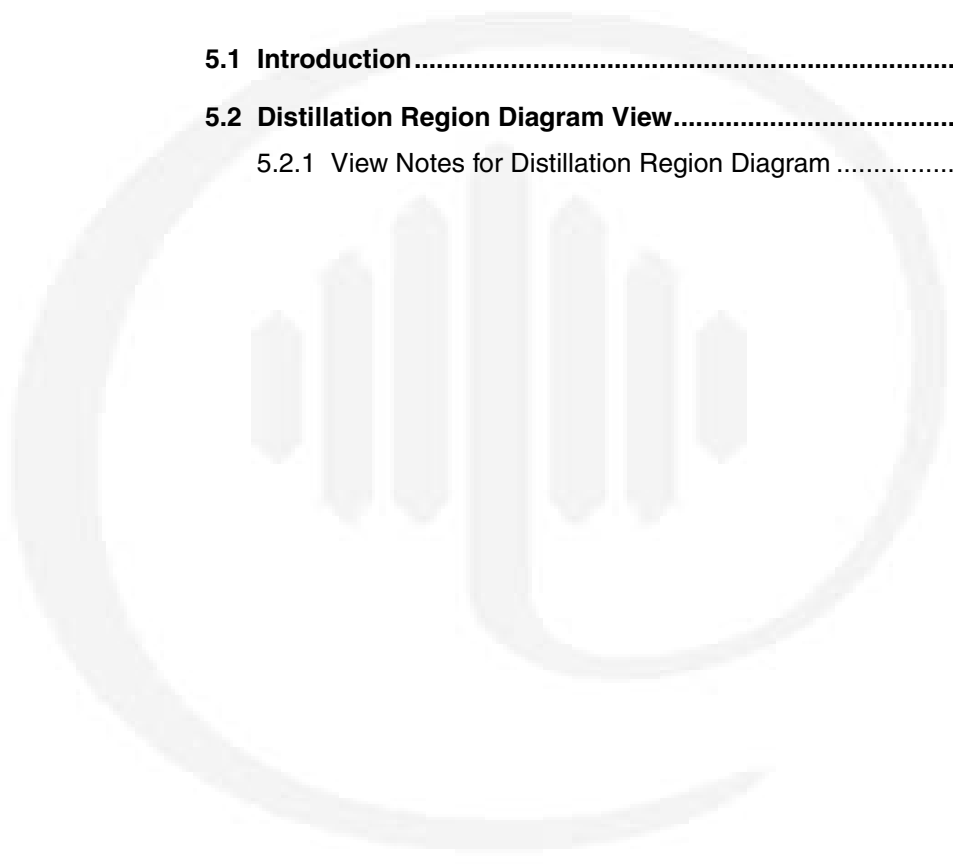 5.1 Introduction.........................................................................
5.2 Distillation Region Diagram View......................................
5.2.1 View Notes for Distillation Region Diagram ................